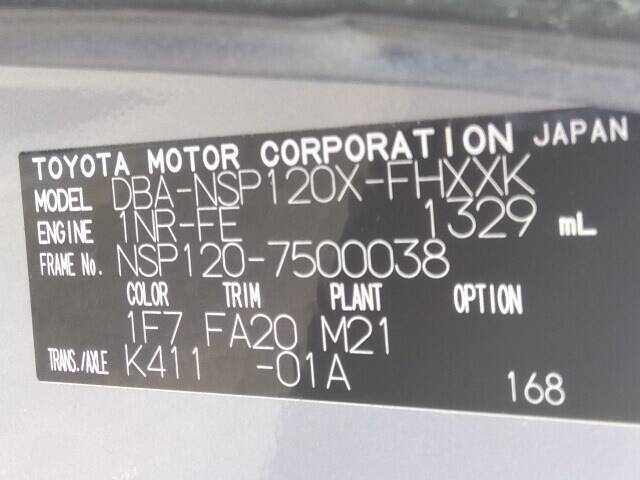 TOYOTA MOTOR CORPORATION JAPAN
MODEL DBA-NSP120X-FHXXK
ENGINE 1NR-FE 1329 mL
FRAME No. NSP120-7500038
COLOR TRIM PLANT OPTION
1F7 FA20 M21
TRANS./AXLE K411 -01A
168